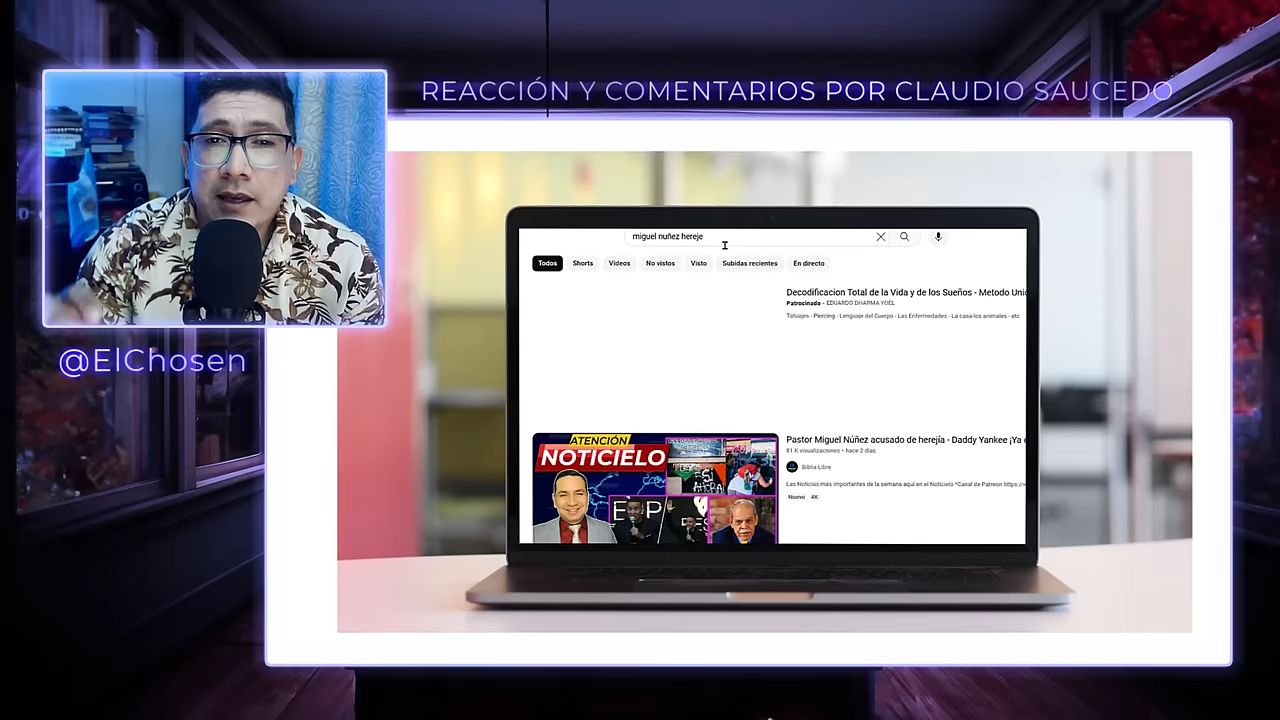 REACCIÓN Y COMENTARIOS POR CLAUDIO SAUCEDO
@ElChosen
miguel nuñez hereje
Todos Shorts Vídeos No vistos Visto Subidas recientes En directo
Decodificacion Total de la Vida y de los Sueños - Metodo
Patrocinado · EDUARDO DHARMA YOEL
Tatuajes - Piercing - Lenguaje del Cuerpo - Las Enfermedades - La casa-los animales - etc
ATENCIÓN
NOTICIELO
Pastor Miguel Núñez acusado de herejía - Daddy Yankee ¡Ya
81 K visualizaciones • hace 2 días
Biblia Libre
Las Noticias más importantes de la semana aquí en el Noticielo *Canal de Patreon
Nuevo 4K